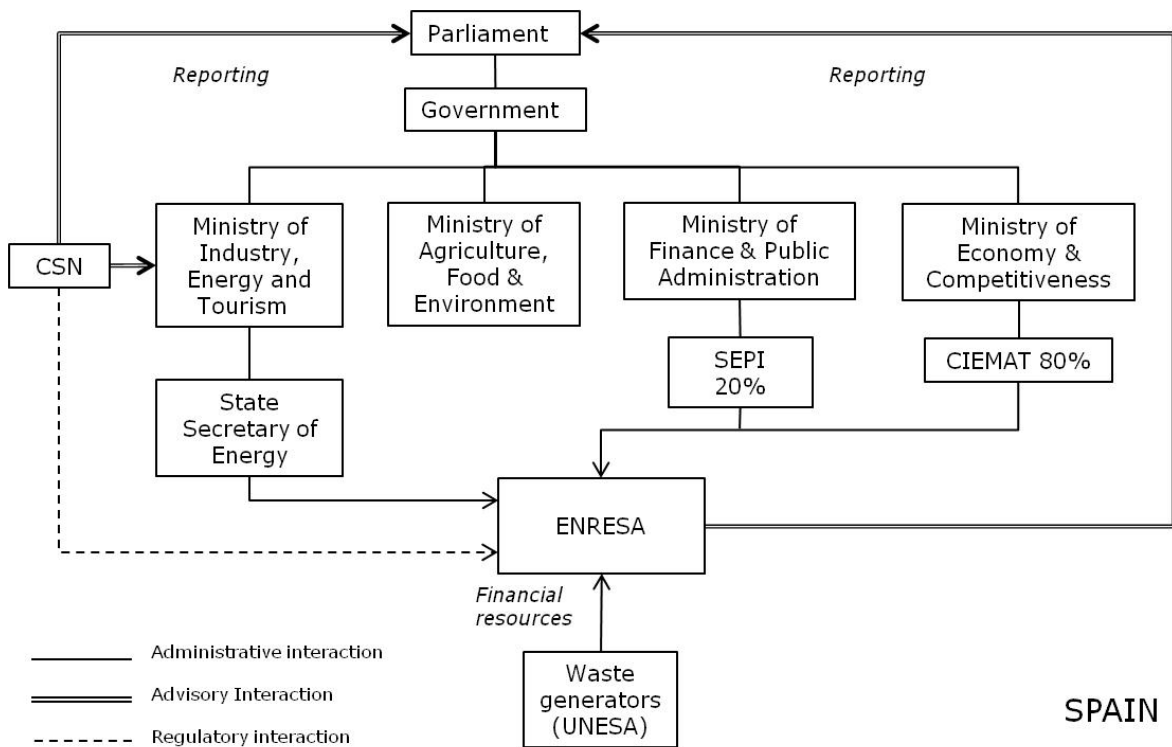 Parliament
Reporting
Reporting
Government
Ministry of
Industry,
Energy and
Tourism
Ministry of
Agriculture,
Food &
Environment
Ministry of
Finance & Public
Administration
Ministry of
Economy &
Competitiveness
CSN
SEPI
20%
CIEMAT 80%
State
Secretary of
Energy
ENRESA
Financial
resources
Waste
generators
(UNESA)
Administrative interaction
Advisory Interaction
Regulatory interaction
SPAIN